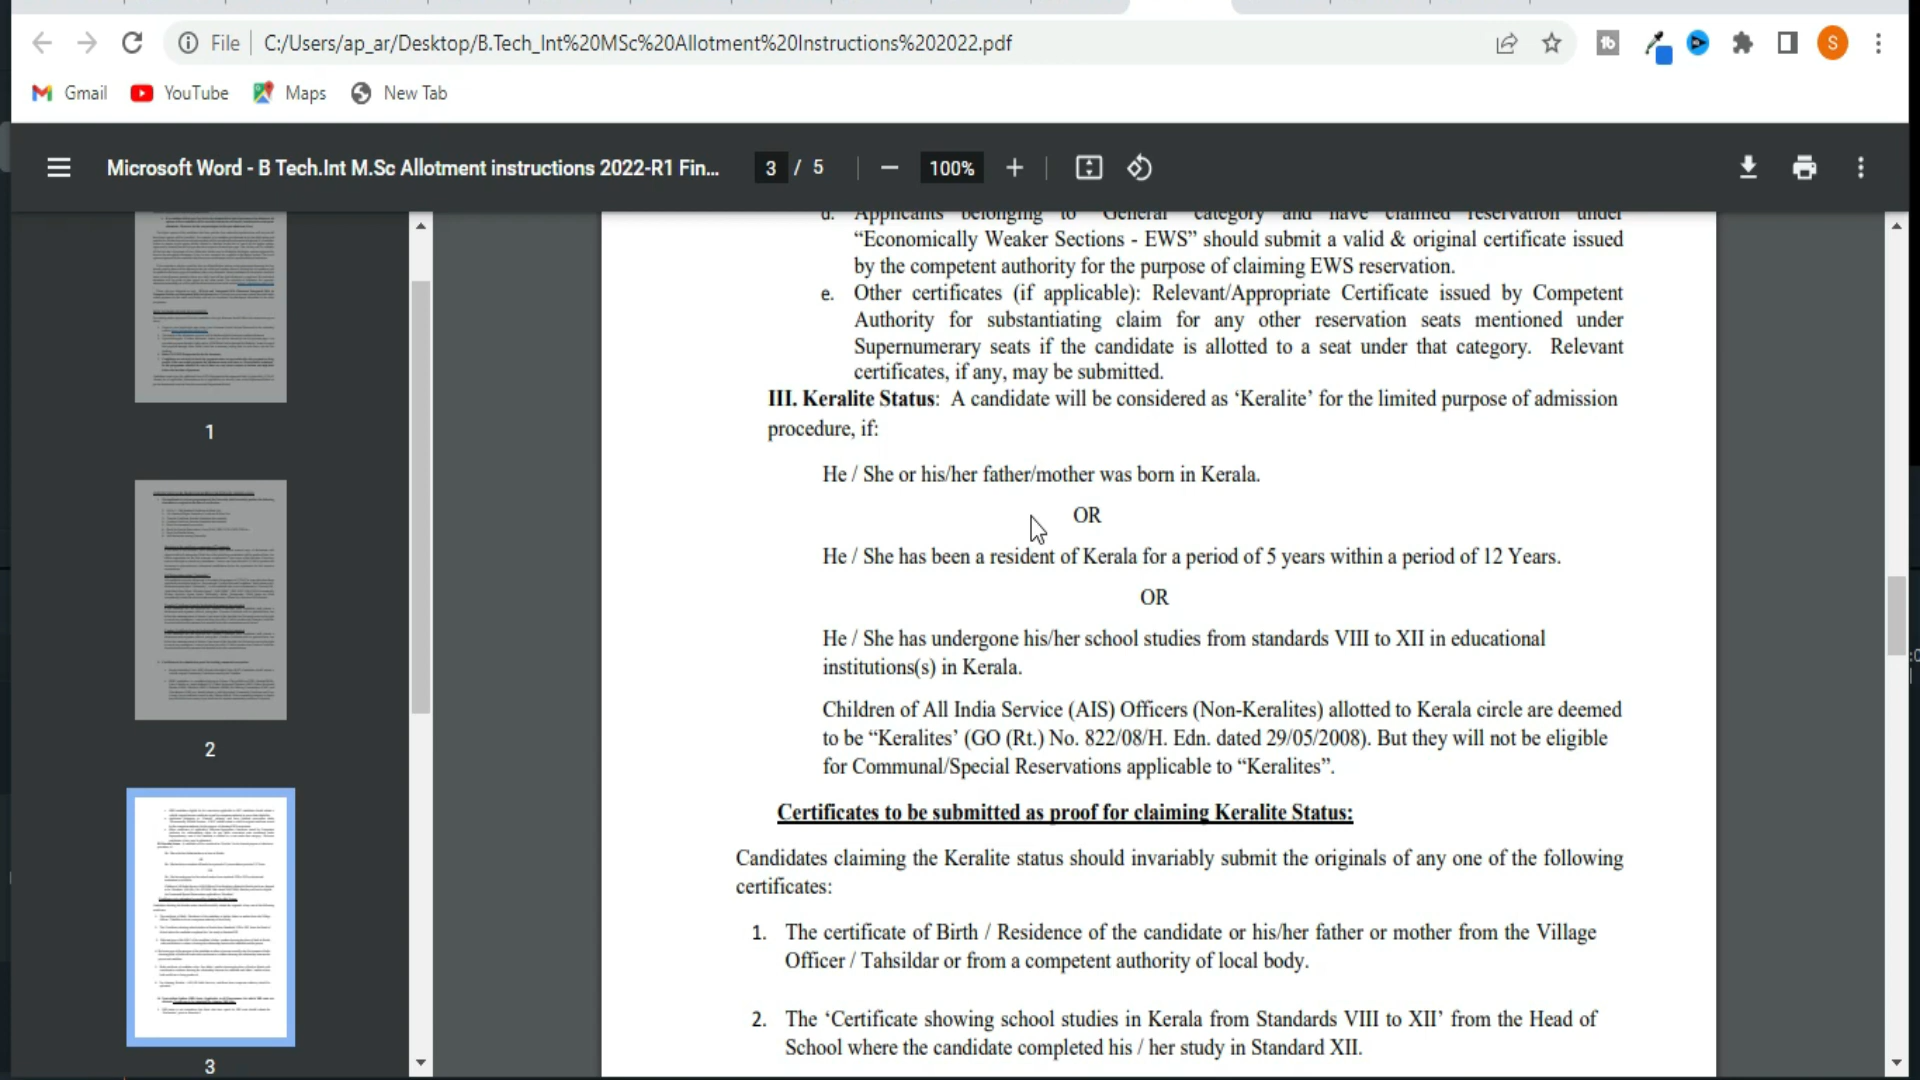 File
C:/Users/ap_ar/Desktop/B.Tech_Int%20MSc%20Allotment%20Instructions%202022.pdf
S
Gmail
YouTube
Maps
New Tab
Microsoft Word - B Tech.Int M.Sc Allotment instructions 2022-R1 Fin...
3 / 5
100%
d. Applicants belonging to "General" category and have claimed reservation under
“Economically Weaker Sections - EWS” should submit a valid & original certificate issued
by the competent authority for the purpose of claiming EWS reservation.
e. Other certificates (if applicable): Relevant/Appropriate Certificate issued by Competent
Authority for substantiating claim for any other reservation seats mentioned under
Supernumerary seats if the candidate is allotted to a seat under that category. Relevant
certificates, if any, may be submitted.
III. Keralite Status: A candidate will be considered as ‘Keralite’ for the limited purpose of admission
procedure, if:
He / She or his/her father/mother was born in Kerala.
OR
He / She has been a resident of Kerala for a period of 5 years within a period of 12 Years.
OR
He / She has undergone his/her school studies from standards VIII to XII in educational
institutions(s) in Kerala.
Children of All India Service (AIS) Officers (Non-Keralites) allotted to Kerala circle are deemed
to be “Keralites’ (GO (Rt.) No. 822/08/H. Edn. dated 29/05/2008). But they will not be eligible
for Communal/Special Reservations applicable to “Keralites”.
Certificates to be submitted as proof for claiming Keralite Status:
Candidates claiming the Keralite status should invariably submit the originals of any one of the following
certificates:
1. The certificate of Birth / Residence of the candidate or his/her father or mother from the Village
Officer / Tahsildar or from a competent authority of local body.
2. The ‘Certificate showing school studies in Kerala from Standards VIII to XII’ from the Head of
School where the candidate completed his / her study in Standard XII.
1
2
3